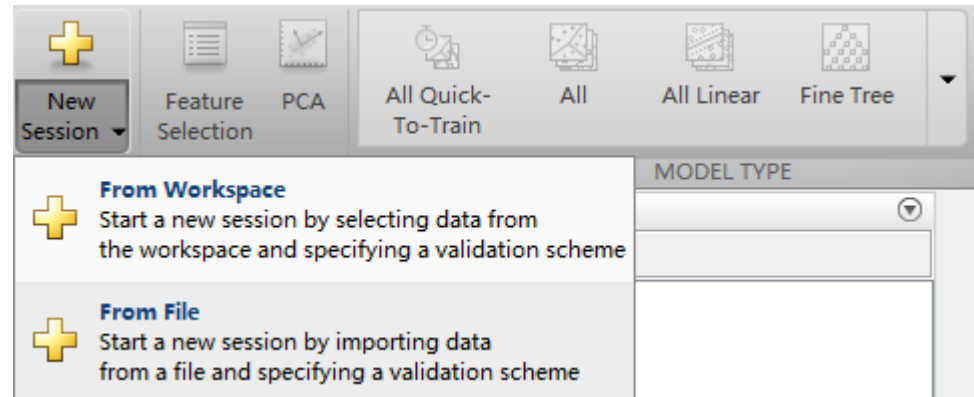 New
Session
Feature
Selection
PCA
All Quick-
To-Train
All
All Linear
Fine Tree
MODEL TYPE
From Workspace
Start a new session by selecting data from
the workspace and specifying a validation scheme
From File
Start a new session by importing data
from a file and specifying a validation scheme